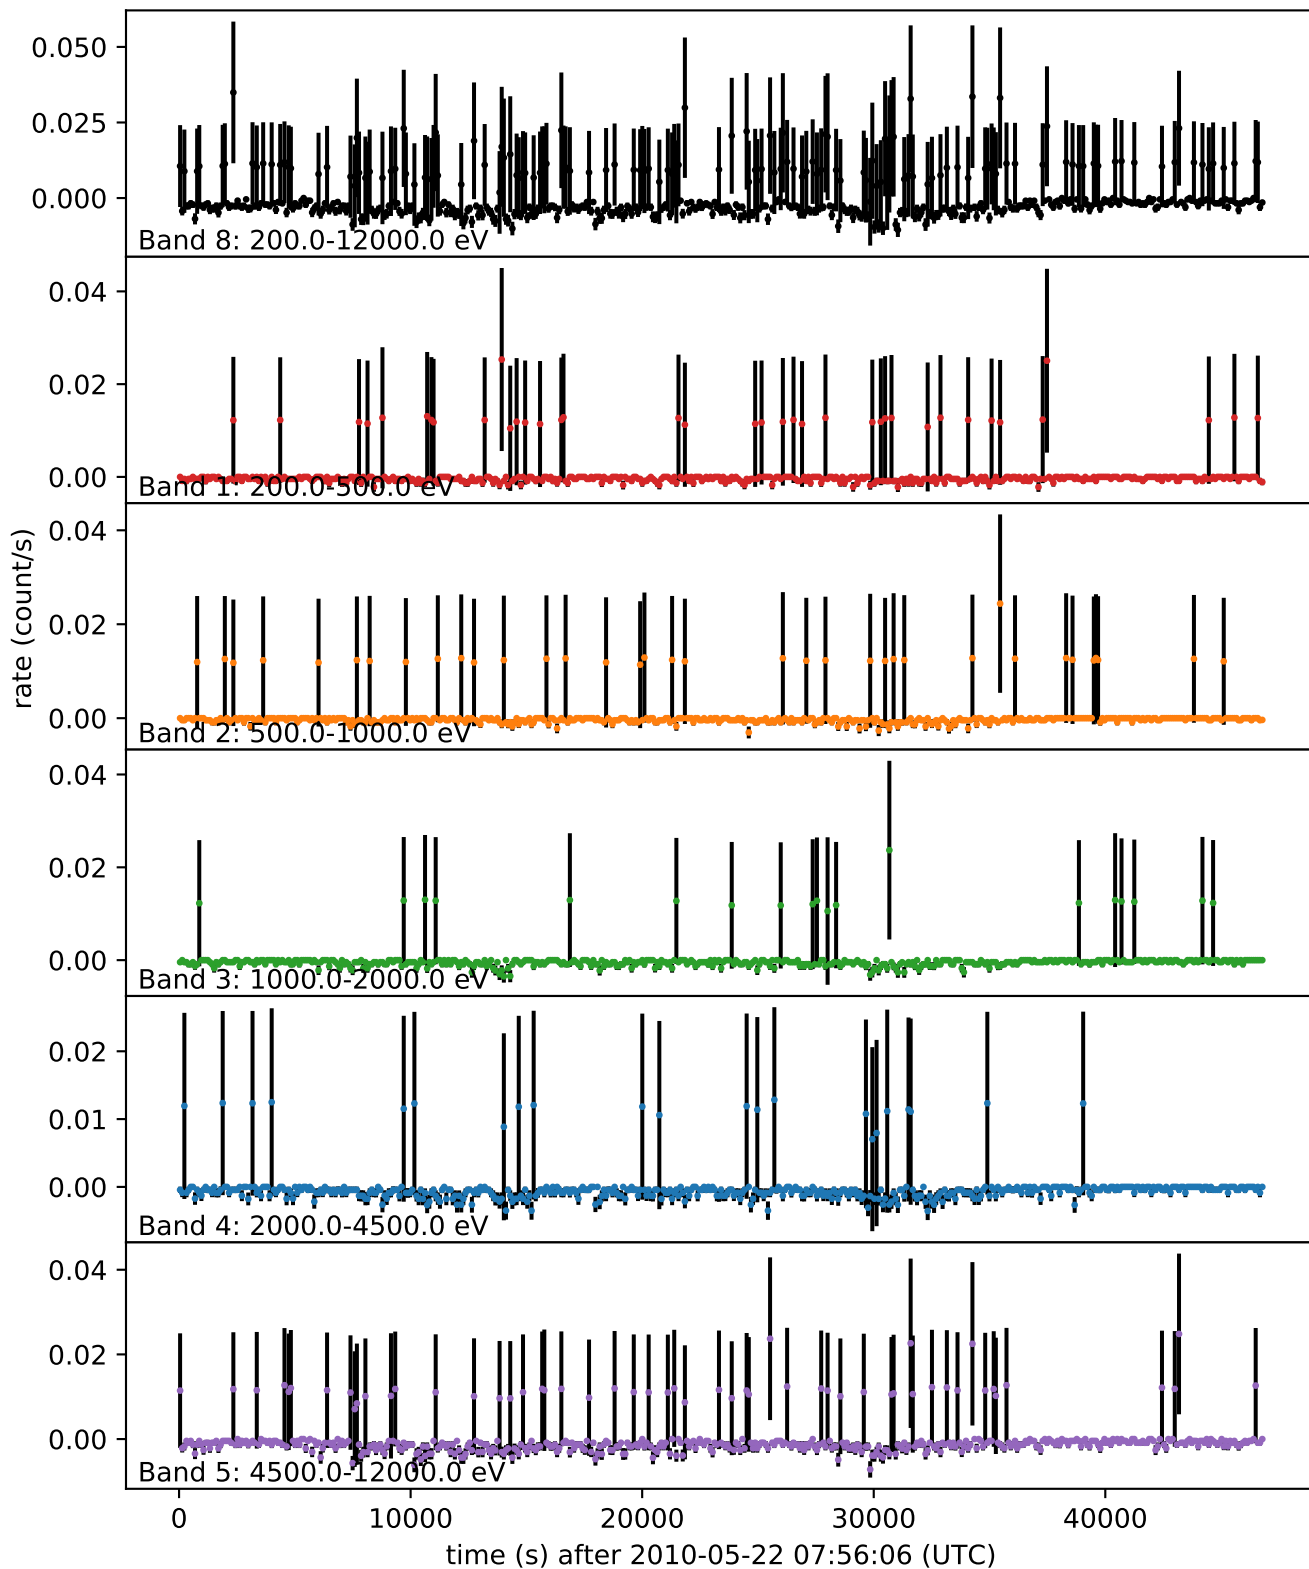 0.050
0.025
0.000
Band 8: 200.0-12000.0 eV
0.04
0.02
0.00
Band 1: 200.0-500.0 eV
0.04
0.02
0.00
Band 2: 500.0-1000.0 eV
rate (count/s)
0.04
0.02
0.00
Band 3: 1000.0-2000.0 eV
0.02
0.01
0.00
Band 4: 2000.0-4500.0 eV
0.04
0.02
0.00
Band 5: 4500.0-12000.0 eV
0 10000 20000 30000 40000
time (s) after 2010-05-22 07:56:06 (UTC)